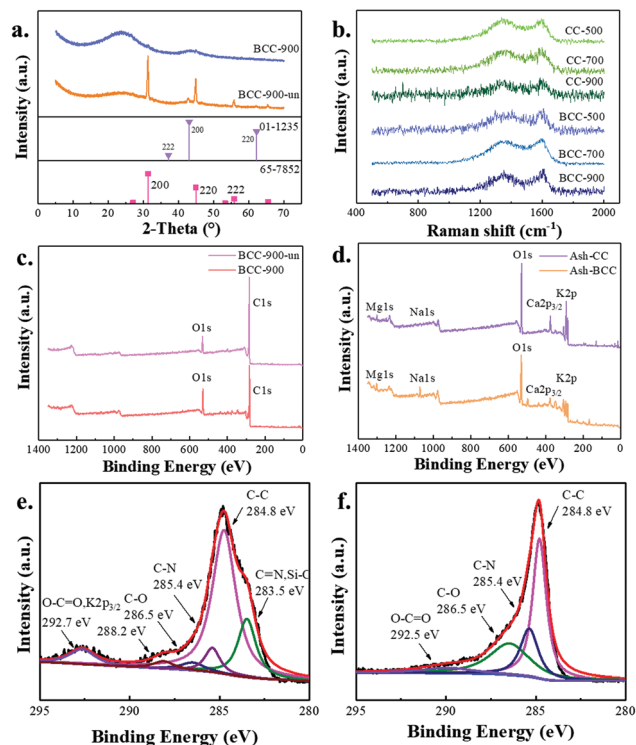 a.
BCC-900
BCC-900-un
01-1235
200
222
220
65-7852
200
220
222
0 10 20 30 40 50 60 70
2-Theta (°)
Intensity (a.u.)
b.
CC-500
CC-700
CC-900
BCC-500
BCC-700
BCC-900
400 800 1200 1600 2000
Raman shift (cm-1)
Intensity (a.u.)
c.
BCC-900-un
BCC-900
C1s
O1s
O1s
C1s
1400 1200 1000 800 600 400 200 0
Binding Energy (eV)
Intensity (a.u.)
d.
Ash-CC
Ash-BCC
O1s
K2p
Ca2p3/2
Mg1s
Na1s
O1s
Mg1s
Na1s
K2p
Ca2p3/2
1400 1200 1000 800 600 400 200 0
Binding Energy (eV)
Intensity (a.u.)
e.
C-C
284.8 eV
C-N
285.4 eV
C=N,Si-C
283.5 eV
C-O
286.5 eV
288.2 eV
O-C=O,K2p3/2
292.7 eV
295 290 285 280
Binding Energy (eV)
Intensity (a.u.)
f.
C-C
284.8 eV
C-N
285.4 eV
C-O
286.5 eV
O-C=O
292.5 eV
295 290 285 280
Binding Energy (eV)
Intensity (a.u.)